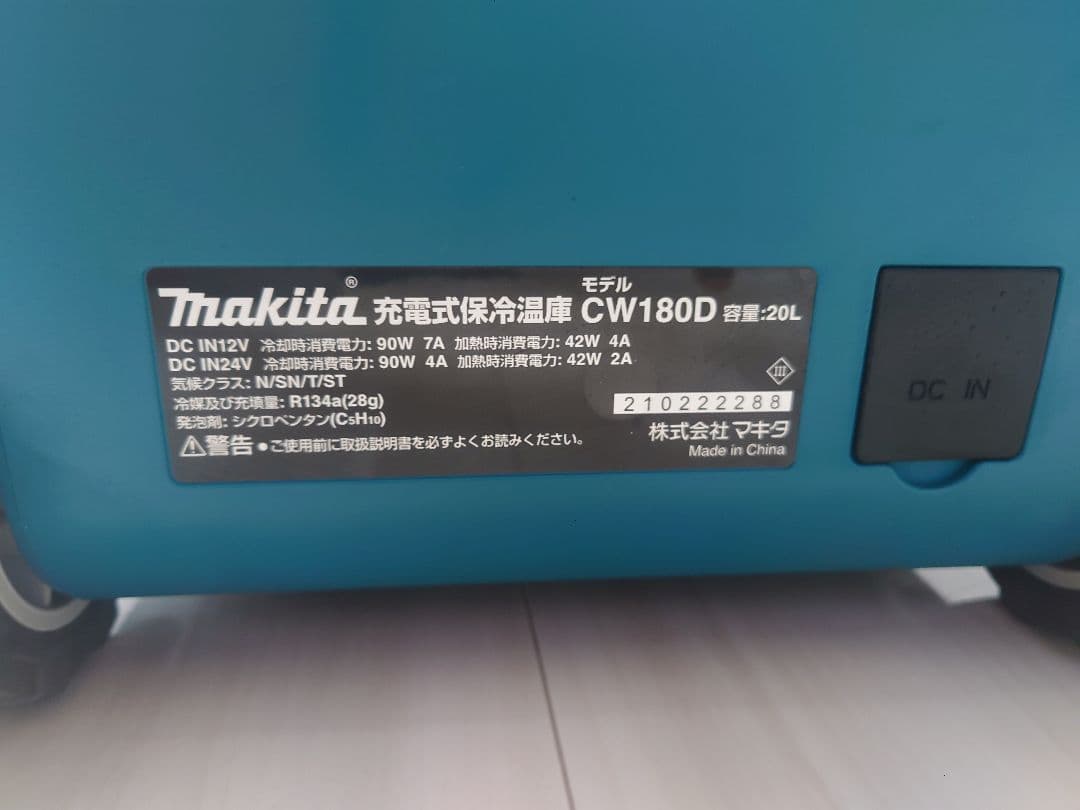 makita® 充電式保冷温庫 モデル CW180D 容量:20L
DC IN12V 冷却時消費電力: 90W 7A 加熱時消費電力: 42W 4A
DC IN24V 冷却時消費電力: 90W 4A 加熱時消費電力: 42W 2A
気候クラス: N/SN/T/ST
冷媒及び充填量: R134a(28g)
発泡剤: シクロペンタン(C5H10)
⚠警告 ●ご使用前に取扱説明書を必ずよくお読みください。
III
210222288
株式会社マキタ
Made in China
DC IN